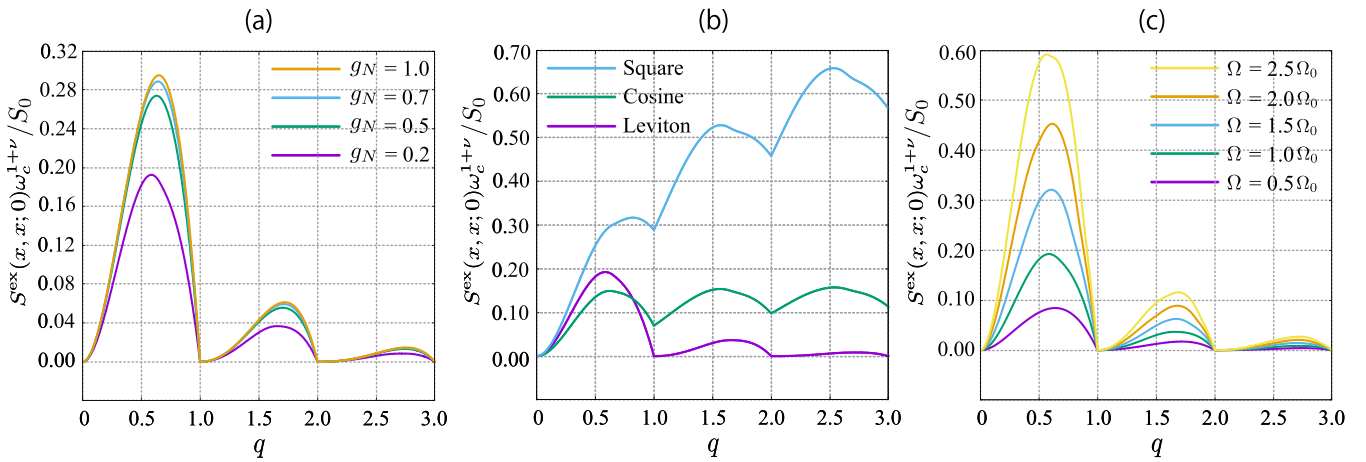 (a)
S^ex(x, x; 0)ω_c^{1+ν}/S_0
0.32
0.28
0.24
0.20
0.16
0.12
0.08
0.04
0.00
g_N = 1.0
g_N = 0.7
g_N = 0.5
g_N = 0.2
0 0.5 1.0 1.5 2.0 2.5 3.0
q
(b)
S^ex(x, x; 0)ω_c^{1+ν}/S_0
0.70
0.60
0.50
0.40
0.30
0.20
0.10
0.00
Square
Cosine
Leviton
0 0.5 1.0 1.5 2.0 2.5 3.0
q
(c)
S^ex(x, x; 0)ω_c^{1+ν}/S_0
0.60
0.50
0.40
0.30
0.20
0.10
0.00
Ω = 2.5Ω_0
Ω = 2.0Ω_0
Ω = 1.5Ω_0
Ω = 1.0Ω_0
Ω = 0.5Ω_0
0 0.5 1.0 1.5 2.0 2.5 3.0
q